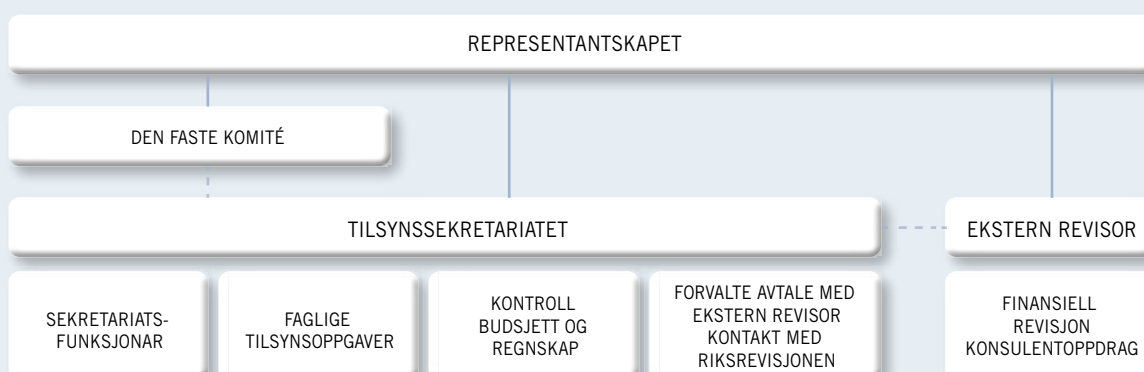 REPRESENTANTSKAPET
DEN FASTE KOMITÉ
TILSYNSSEKRETARIATET
EKSTERN REVISOR
SEKRETARIATS-
FUNKSJONAR
FAGLIGE
TILSYNSOPPGAVER
KONTROLL
BUDSJETT OG
REGNSKAP
FORVALTE AVTALE MED
EKSTERN REVISOR
KONTAKT MED
RIKSREVISJONEN
FINANSIELL
REVISJON
KONSULENTOPPDRAG